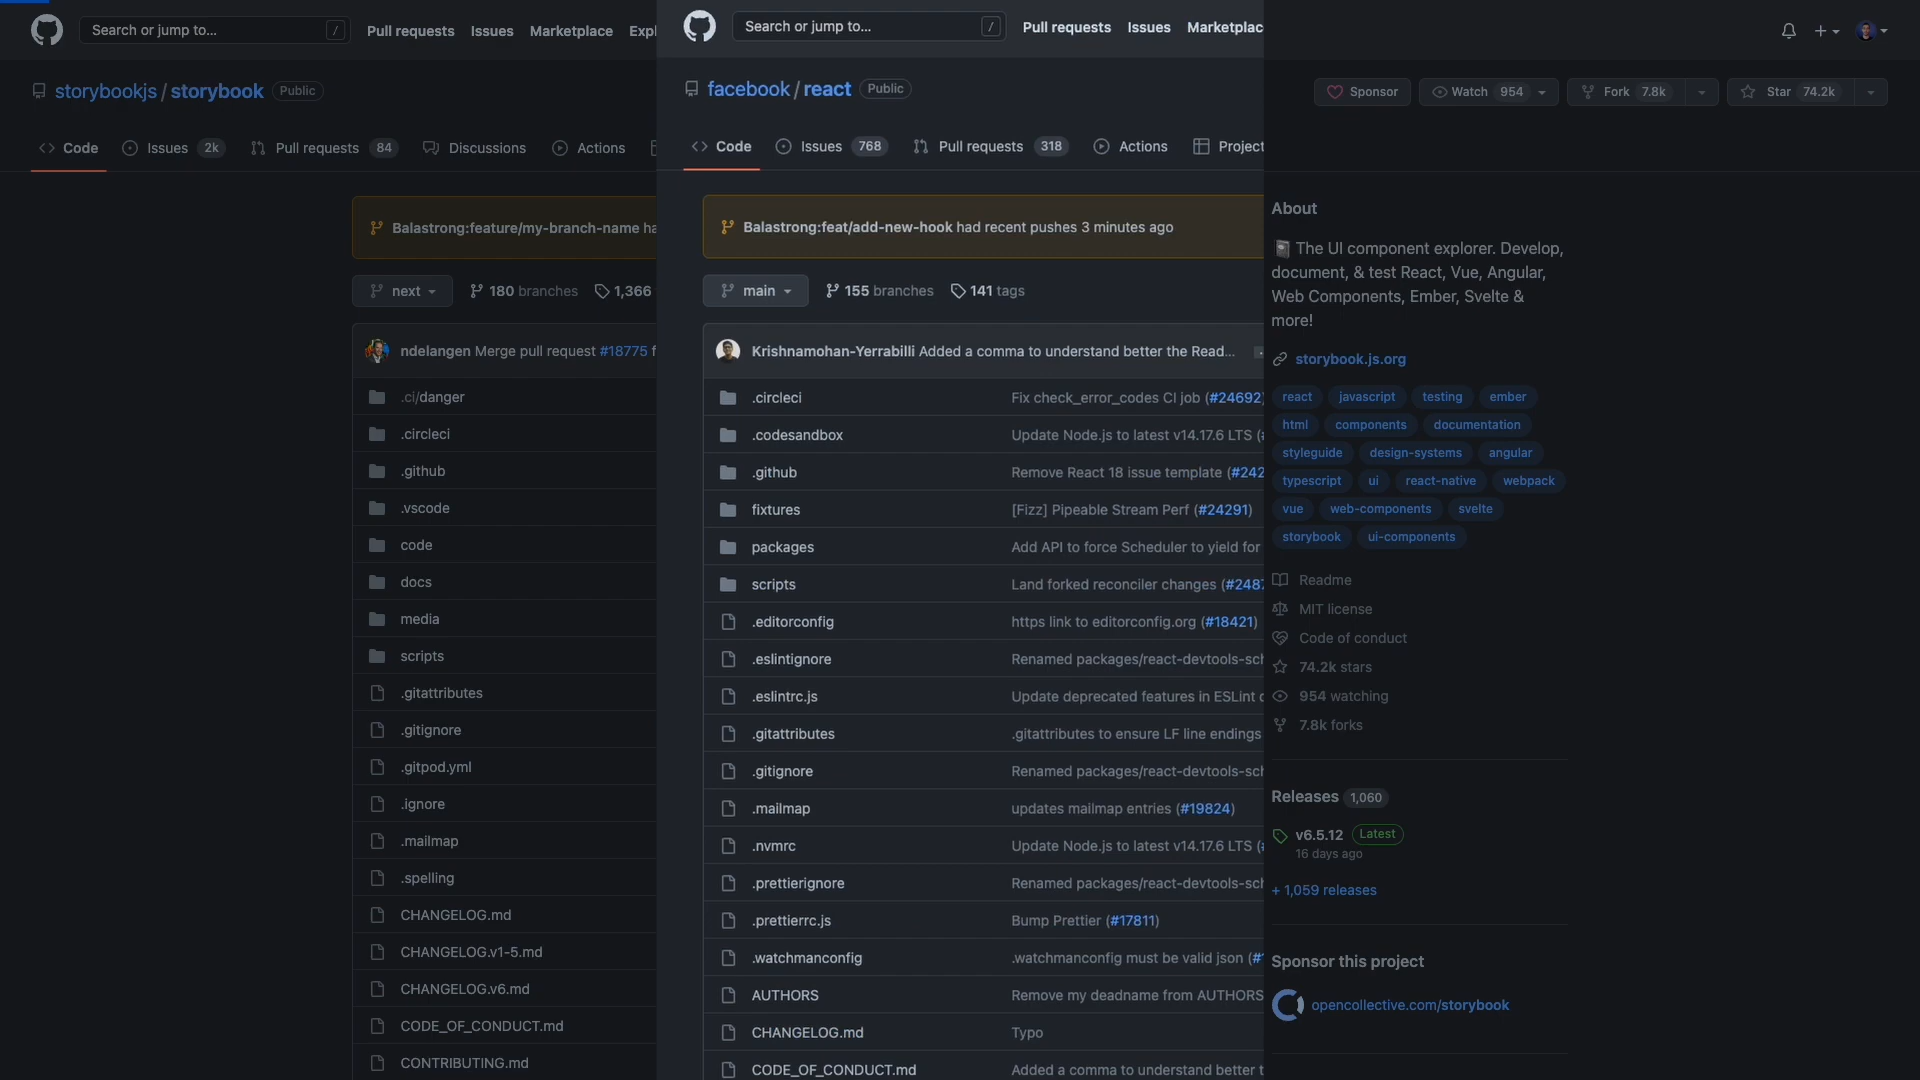 Search or jump to... /
Pull requests Issues Marketplace Expl
storybookjs / storybook Public
Code Issues 2k Pull requests 84 Discussions Actions
Balastrong:feature/my-branch-name ha
next 180 branches 1,366
ndelangen Merge pull request #18775 f
.ci/danger
.circleci
.github
.vscode
code
docs
media
scripts
.gitattributes
.gitignore
.gitpod.yml
.ignore
.mailmap
.spelling
CHANGELOG.md
CHANGELOG.v1-5.md
CHANGELOG.v6.md
CODE_OF_CONDUCT.md
CONTRIBUTING.md
Search or jump to... /
Pull requests Issues Marketplac
facebook / react Public
Code Issues 768 Pull requests 318 Actions Project
Balastrong:feat/add-new-hook had recent pushes 3 minutes ago
main 155 branches 141 tags
Krishnamohan-Yerrabilli Added a comma to understand better the Read...
.circleci Fix check_error_codes CI job (#24692)
.codesandbox Update Node.js to latest v14.17.6 LTS (#
.github Remove React 18 issue template (#242
fixtures [Fizz] Pipeable Stream Perf (#24291)
packages Add API to force Scheduler to yield for
scripts Land forked reconciler changes (#2487
.editorconfig https link to editorconfig.org (#18421)
.eslintignore Renamed packages/react-devtools-sch
.eslintrc.js Update deprecated features in ESLint c
.gitattributes .gitattributes to ensure LF line endings
.gitignore Renamed packages/react-devtools-sch
.mailmap updates mailmap entries (#19824)
.nvmrc Update Node.js to latest v14.17.6 LTS (#
.prettierignore Renamed packages/react-devtools-sch
.prettierrc.js Bump Prettier (#17811)
.watchmanconfig .watchmanconfig must be valid json (#1
AUTHORS Remove my deadname from AUTHORS
CHANGELOG.md Typo
CODE_OF_CONDUCT.md Added a comma to understand better t
Sponsor Watch 954 Fork 7.8k Star 74.2k
About
The UI component explorer. Develop,
document, & test React, Vue, Angular,
Web Components, Ember, Svelte &
more!
storybook.js.org
react javascript testing ember
html components documentation
styleguide design-systems angular
typescript ui react-native webpack
vue web-components svelte
storybook ui-components
Readme
MIT license
Code of conduct
74.2k stars
954 watching
7.8k forks
Releases 1,060
v6.5.12 Latest
16 days ago
+ 1,059 releases
Sponsor this project
opencollective.com/storybook